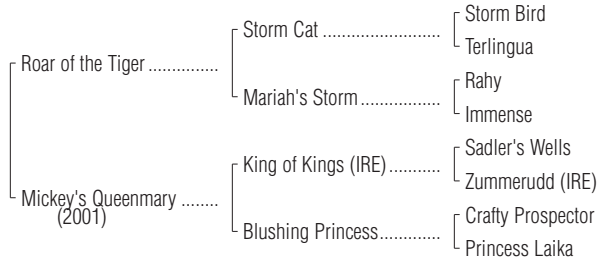 Storm Bird
Storm Cat ..........................
Terlingua
Roar of the Tiger ...............
Rahy
Mariah's Storm .................
Immense
Sadler's Wells
King of Kings (IRE) ...........
Zummerudd (IRE)
Mickey's Queenmary ........
(2001)
Crafty Prospector
Blushing Princess .............
Princess Laika